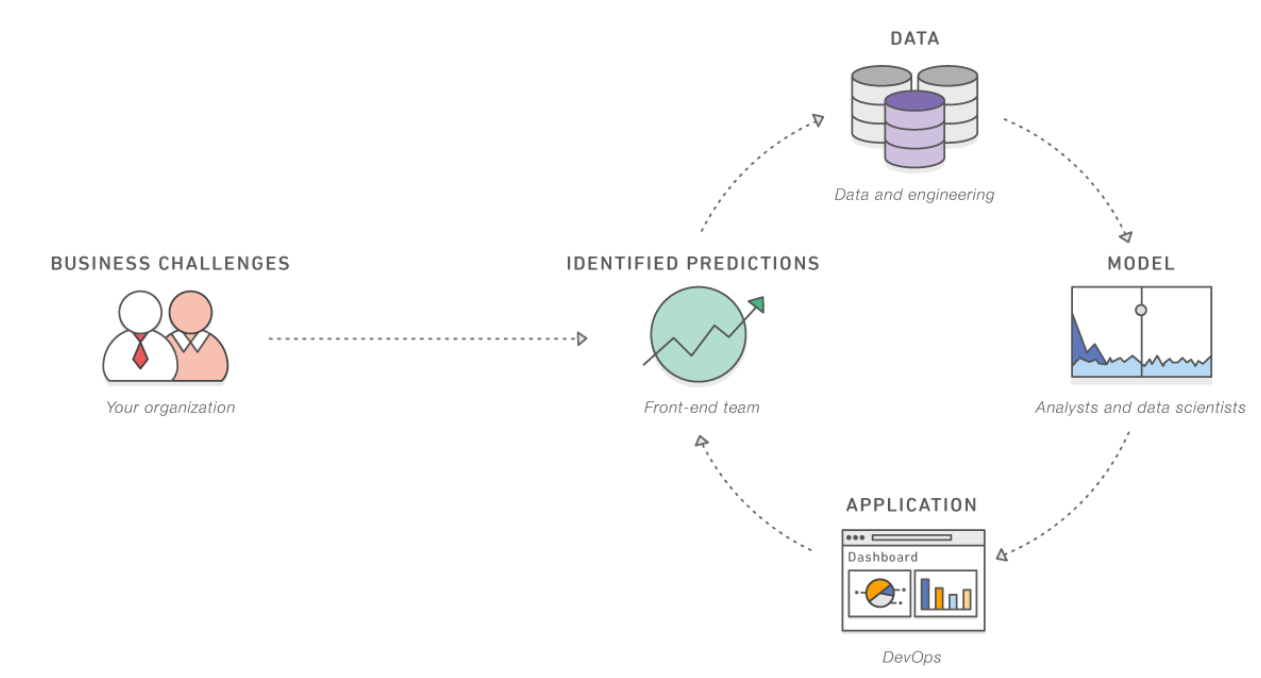 DATA
Data and engineering
BUSINESS CHALLENGES
Your organization
IDENTIFIED PREDICTIONS
Front-end team
MODEL
Analysts and data scientists
APPLICATION
Dashboard
DevOps